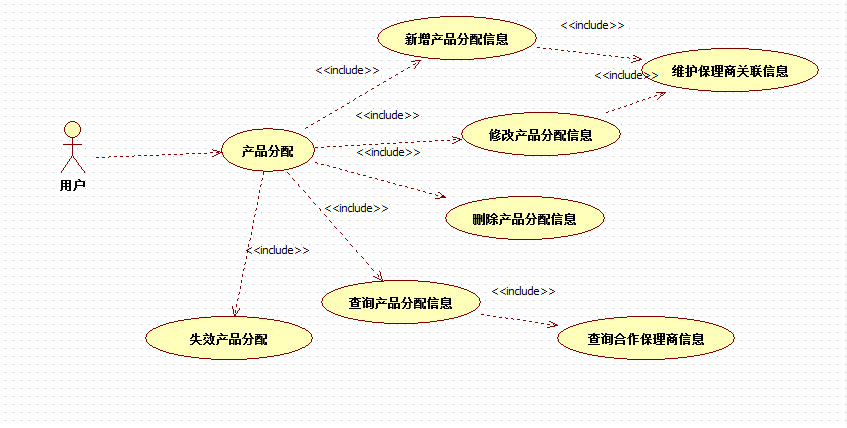 新增产品分配信息
<<include>>
维护保理商关联信息
<<include>>
<<include>>
<<include>>
修改产品分配信息
产品分配
<<include>>
用户
删除产品分配信息
<<include>>
<<include>>
查询产品分配信息
<<include>>
失效产品分配
查询合作保理商信息